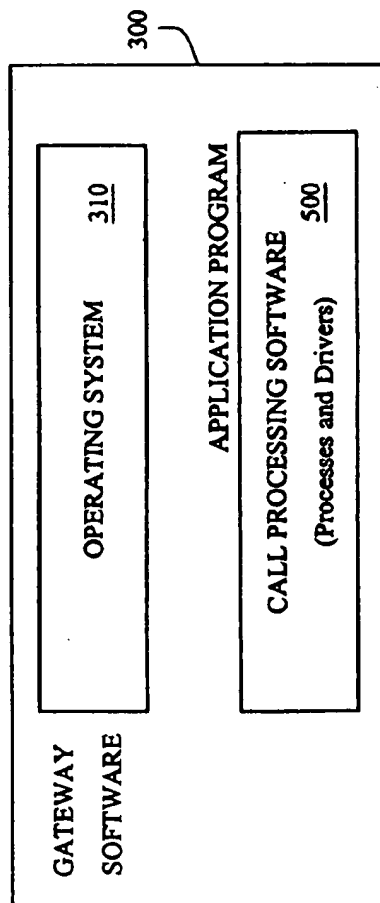 GATEWAY
SOFTWARE
OPERATING SYSTEM
310
APPLICATION PROGRAM
CALL PROCESSING SOFTWARE
(Processes and Drivers)
500
300